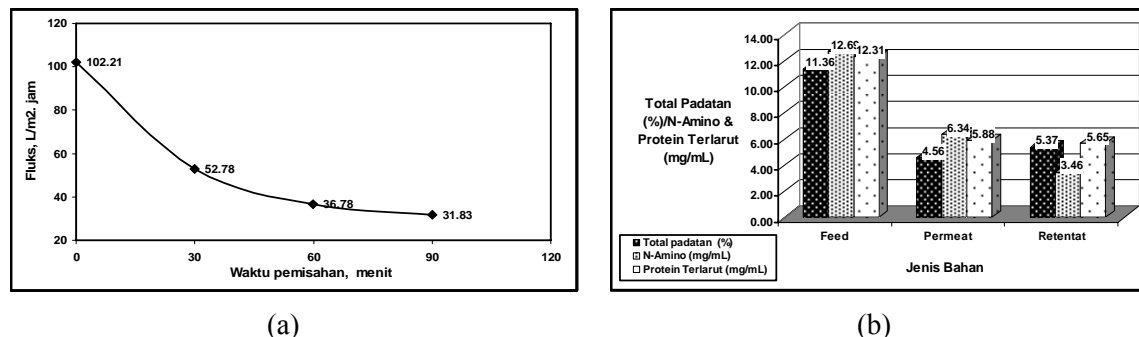 120
100
80
60
40
20
Fluks, L/m2. jam
102.21
52.78
36.78
31.83
0
30
60
90
120
Waktu pemisahan, menit
(a)
Total Padatan
(%)/N-Amino &
Protein Terlarut
(mg/mL)
14.00
12.00
10.00
8.00
6.00
4.00
2.00
0.00
11.36
12.69
12.31
4.56
6.34
5.88
5.37
3.46
5.65
Feed
Permeat
Retentat
Total padatan (%)
N-Amino (mg/mL)
Protein Terlarut (mg/mL)
Jenis Bahan
(b)